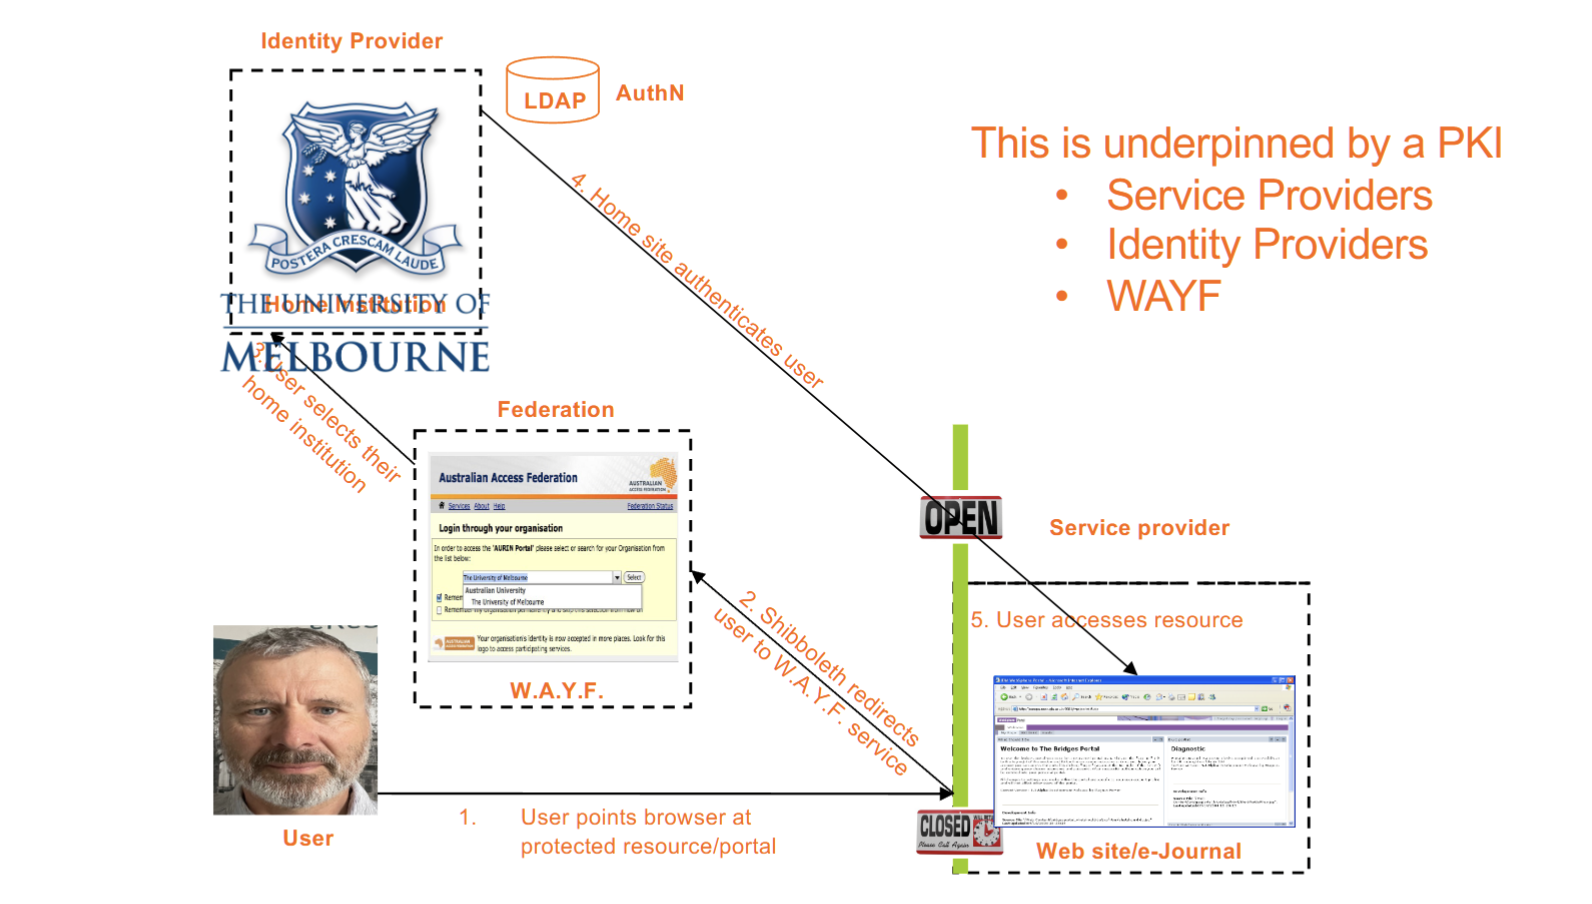 Identity Provider
LDAP
AuthN
This is underpinned by a PKI
• Service Providers
• Identity Providers
• WAYF
POSTERA CRESCAM LAUDE
Home Institution
THE UNIVERSITY OF
MELBOURNE
4. Home site authenticates user
3. User selects their
home institution
Federation
Australian Access Federation
AUSTRALIAN
ACCESS FEDERATION
Services About Help
Federation Status
Login through your organisation
In order to access the 'AURIN Portal' please select or search for your Organisation from
the list below:
The University of Melbourne
Select
Australian University
The University of Melbourne
Your organisation's identity is now accepted in more places. Look for this
logo to access participating services.
W.A.Y.F.
2. Shibboleth redirects
user to W.A.Y.F. service
OPEN
Service provider
5. User accesses resource
Welcome to The Bridges Portal
Diagnostic
CLOSED
Please Call Again
Web site/e-Journal
User
1. User points browser at
protected resource/portal